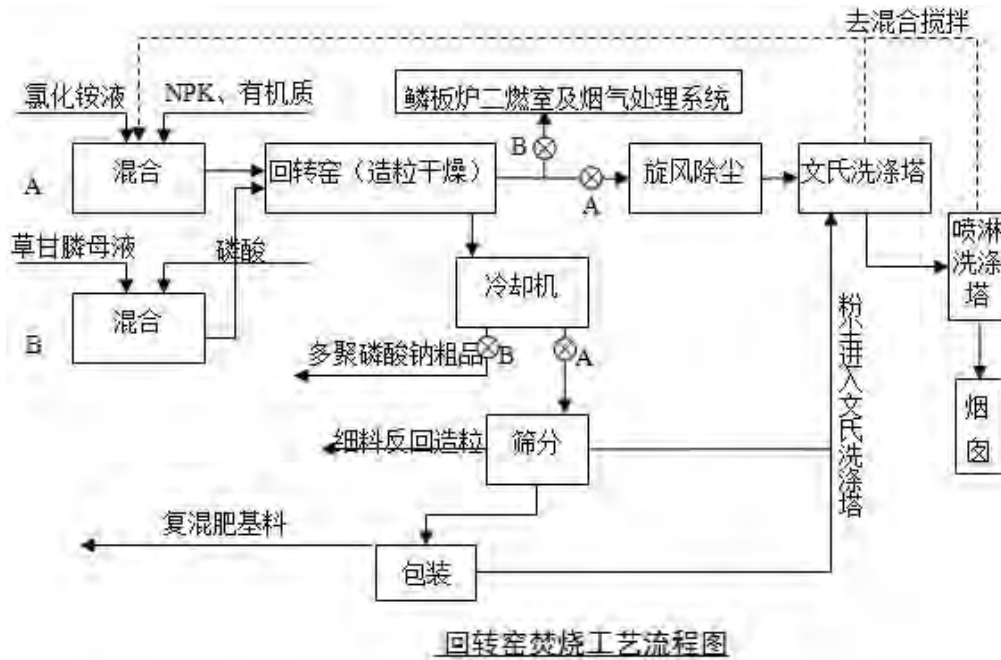 去混合搅拌
氯化铵液
NPK、有机质
鳞板炉二燃室及烟气处理系统
B
A
混合
回转窑（造粒干燥）
A
旋风除尘
文氏洗涤塔
草甘膦母液
磷酸
喷淋
洗涤
塔
B
混合
冷却机
粉尘进入文氏洗涤塔
多聚磷酸钠粗品
B
A
细料反回造粒
筛分
烟
囱
复混肥基料
包装
回转窑焚烧工艺流程图